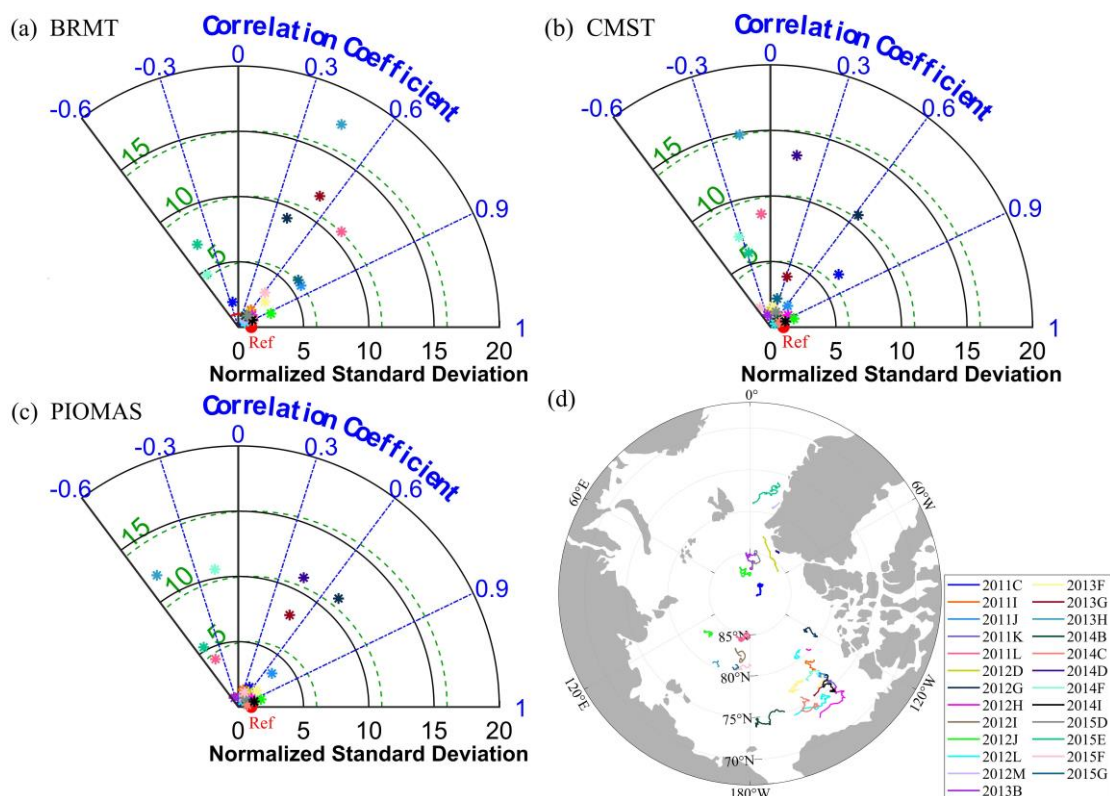 (a) BRMT
Correlation Coefficient
-0.6
-0.3
0
0.3
0.6
0.9
1
15
10
5
Ref
0 5 10 15 20
Normalized Standard Deviation
(b) CMST
Correlation Coefficient
-0.6
-0.3
0
0.3
0.6
0.9
1
15
10
5
Ref
0 5 10 15 20
Normalized Standard Deviation
(c) PIOMAS
Correlation Coefficient
-0.6
-0.3
0
0.3
0.6
0.9
1
15
10
5
Ref
0 5 10 15 20
Normalized Standard Deviation
(d)
0°
60°E
60°W
120°E
120°W
180°W
85°N
80°N
75°N
70°N
2011C
2011I
2011J
2011K
2011L
2012D
2012G
2012H
2012I
2012J
2012L
2012M
2013B
2013F
2013G
2013H
2014B
2014C
2014D
2014F
2014I
2015D
2015E
2015F
2015G